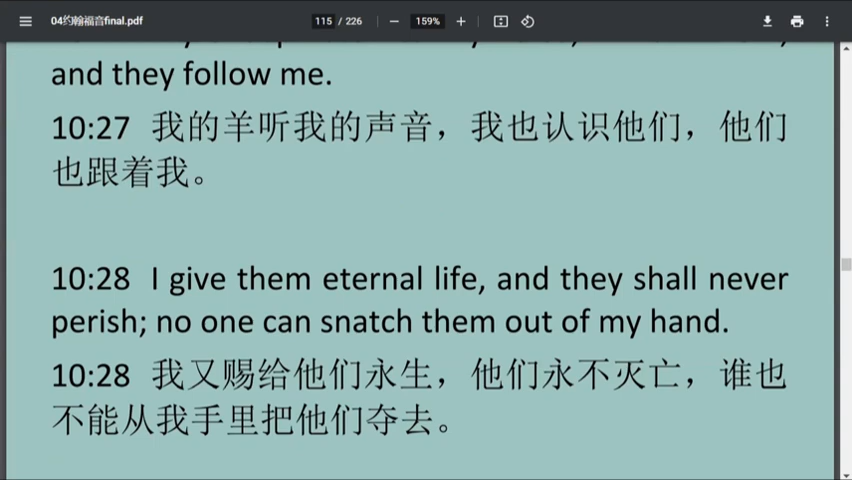 04约翰福音final.pdf
115 / 226
159%
and they follow me.
10:27 我的羊听我的声音，我也认识他们，他们
也跟着我。
10:28 I give them eternal life, and they shall never
perish; no one can snatch them out of my hand.
10:28 我又赐给他们永生，他们永不灭亡，谁也
不能从我手里把他们夺去。